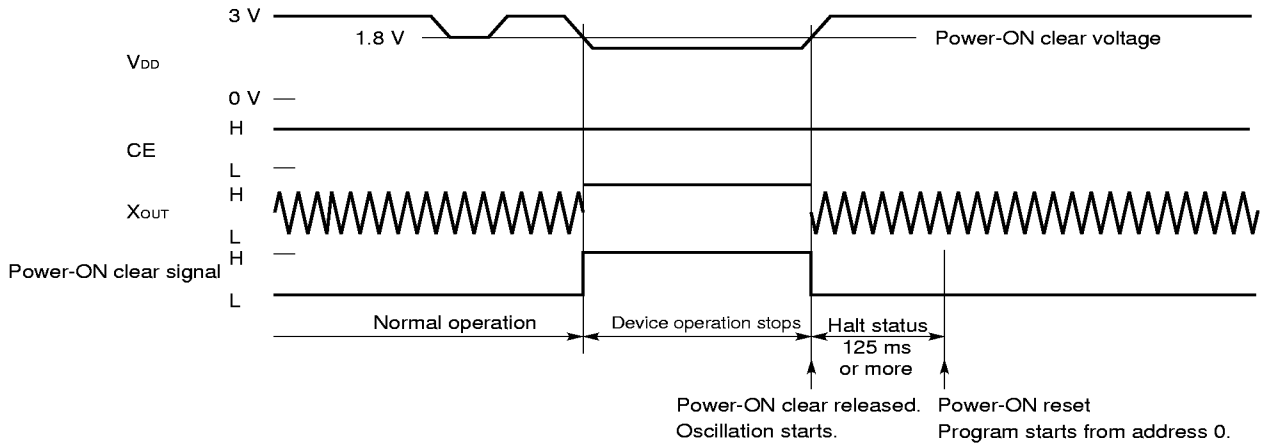 3 V
1.8 V
Power-ON clear voltage
VDD
0 V
H
CE
L
H
XOUT
L
H
Power-ON clear signal
L
Normal operation
Device operation stops
Halt status
125 ms
or more
Power-ON clear released.
Oscillation starts.
Power-ON reset
Program starts from address 0.